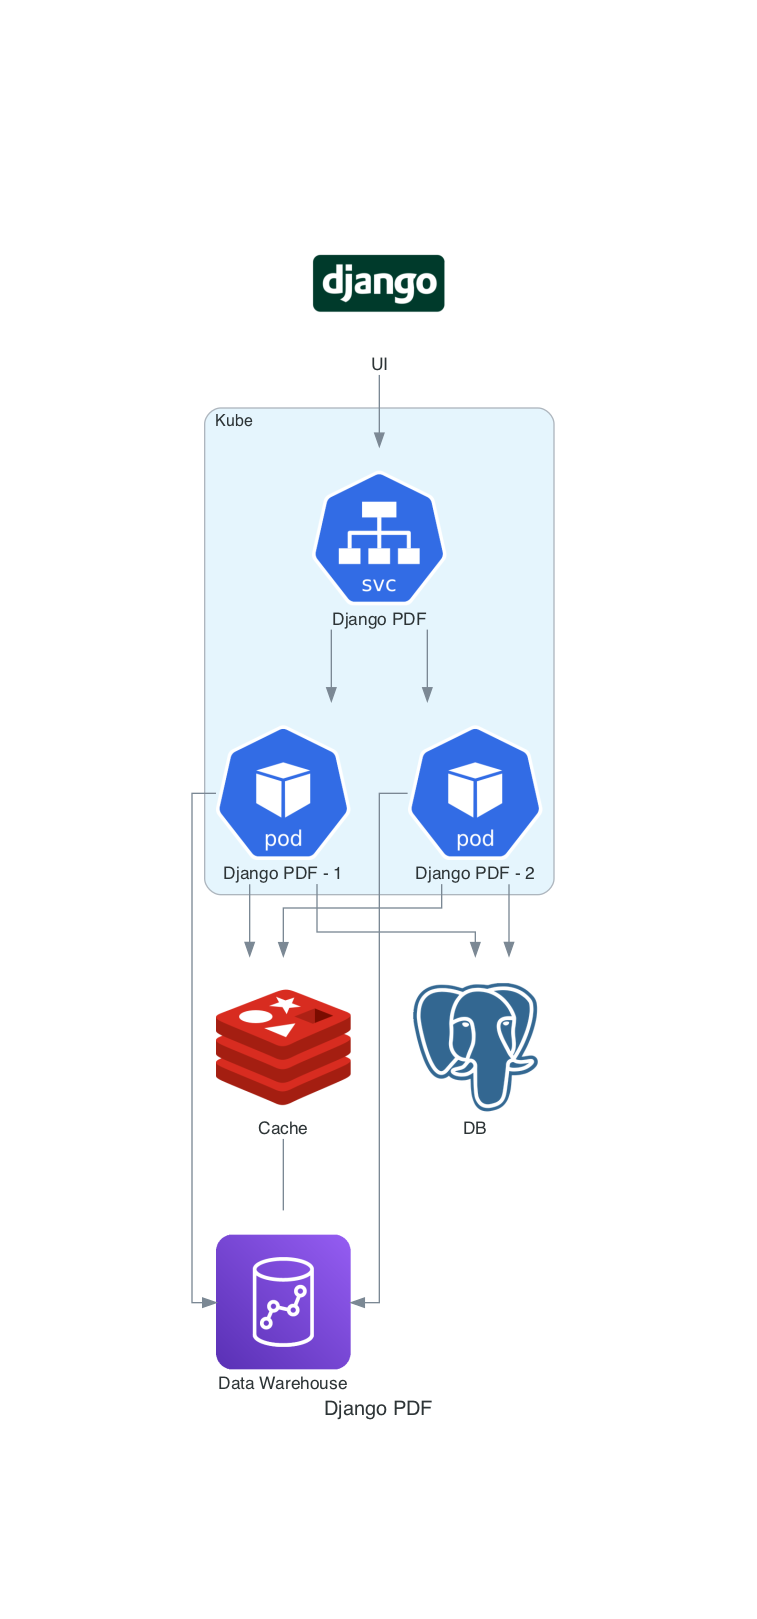 django
UI
Kube
svc
Django PDF
pod
pod
Django PDF - 1
Django PDF - 2
Cache
DB
Data Warehouse
Django PDF